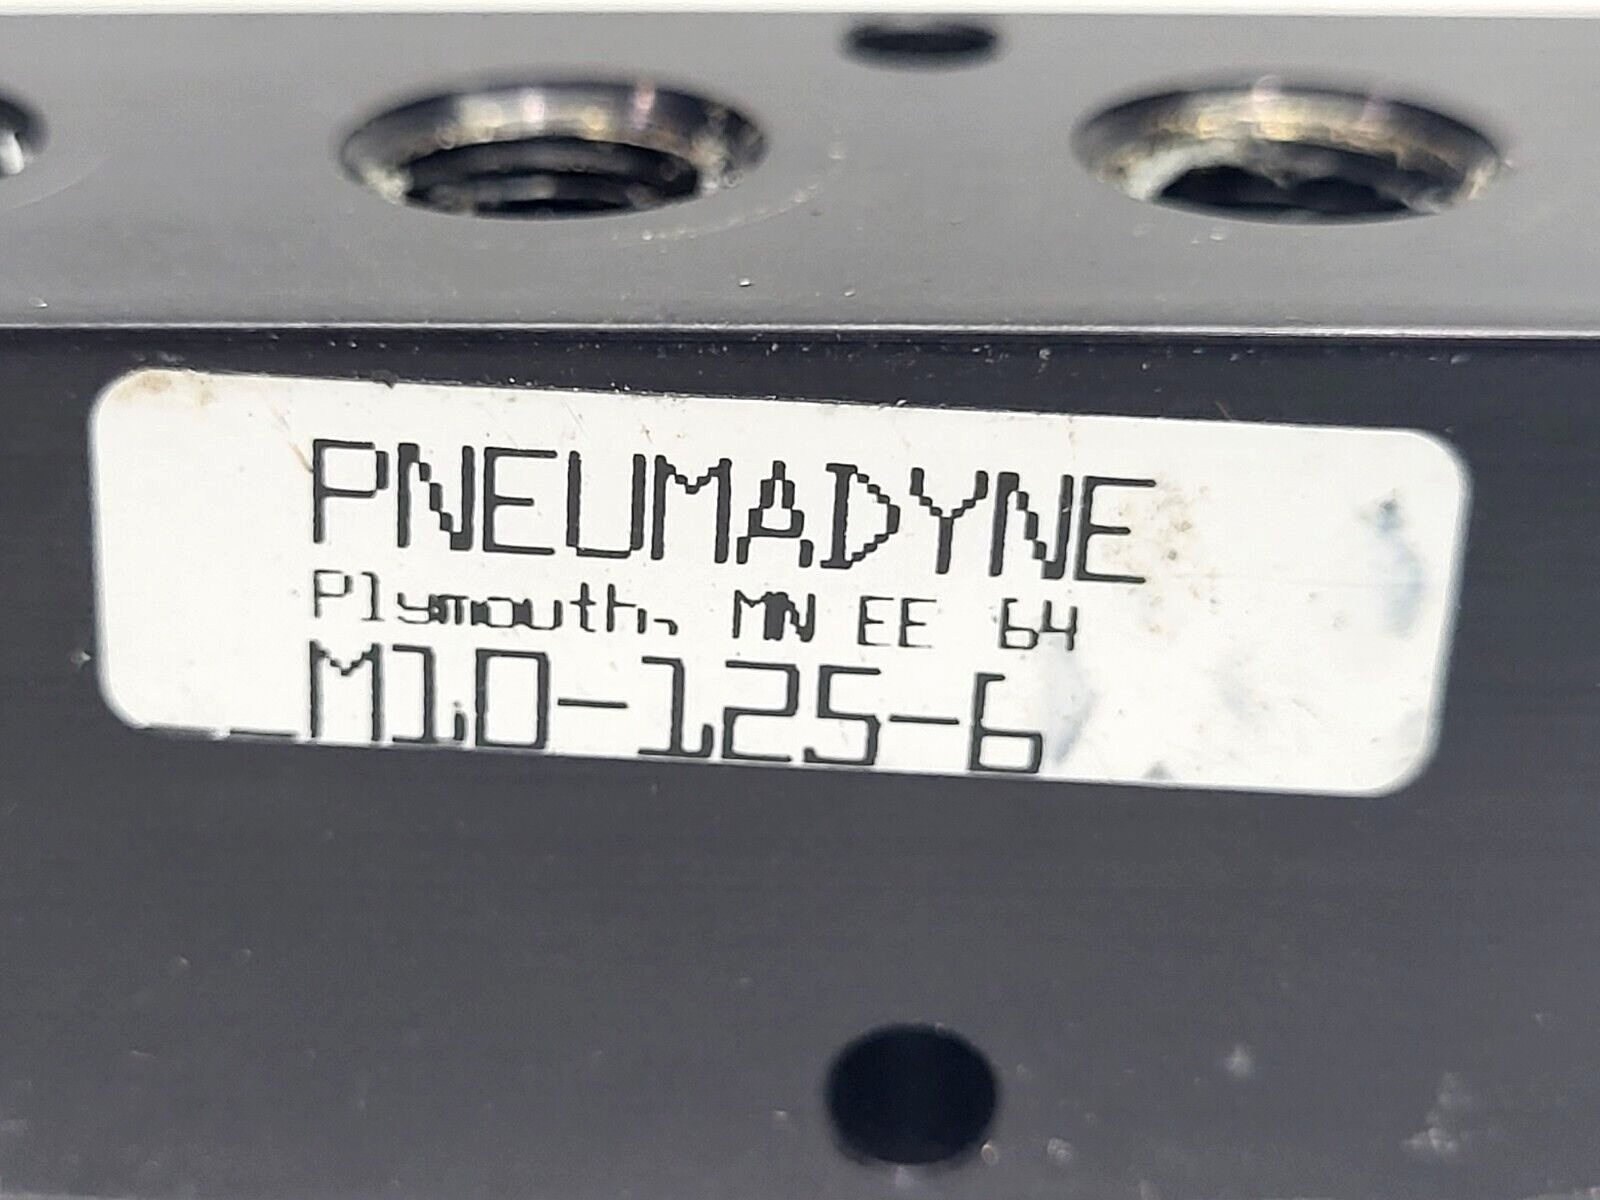 PNEUMADYNE
Plymouth, MN EE 64
M10-125-6